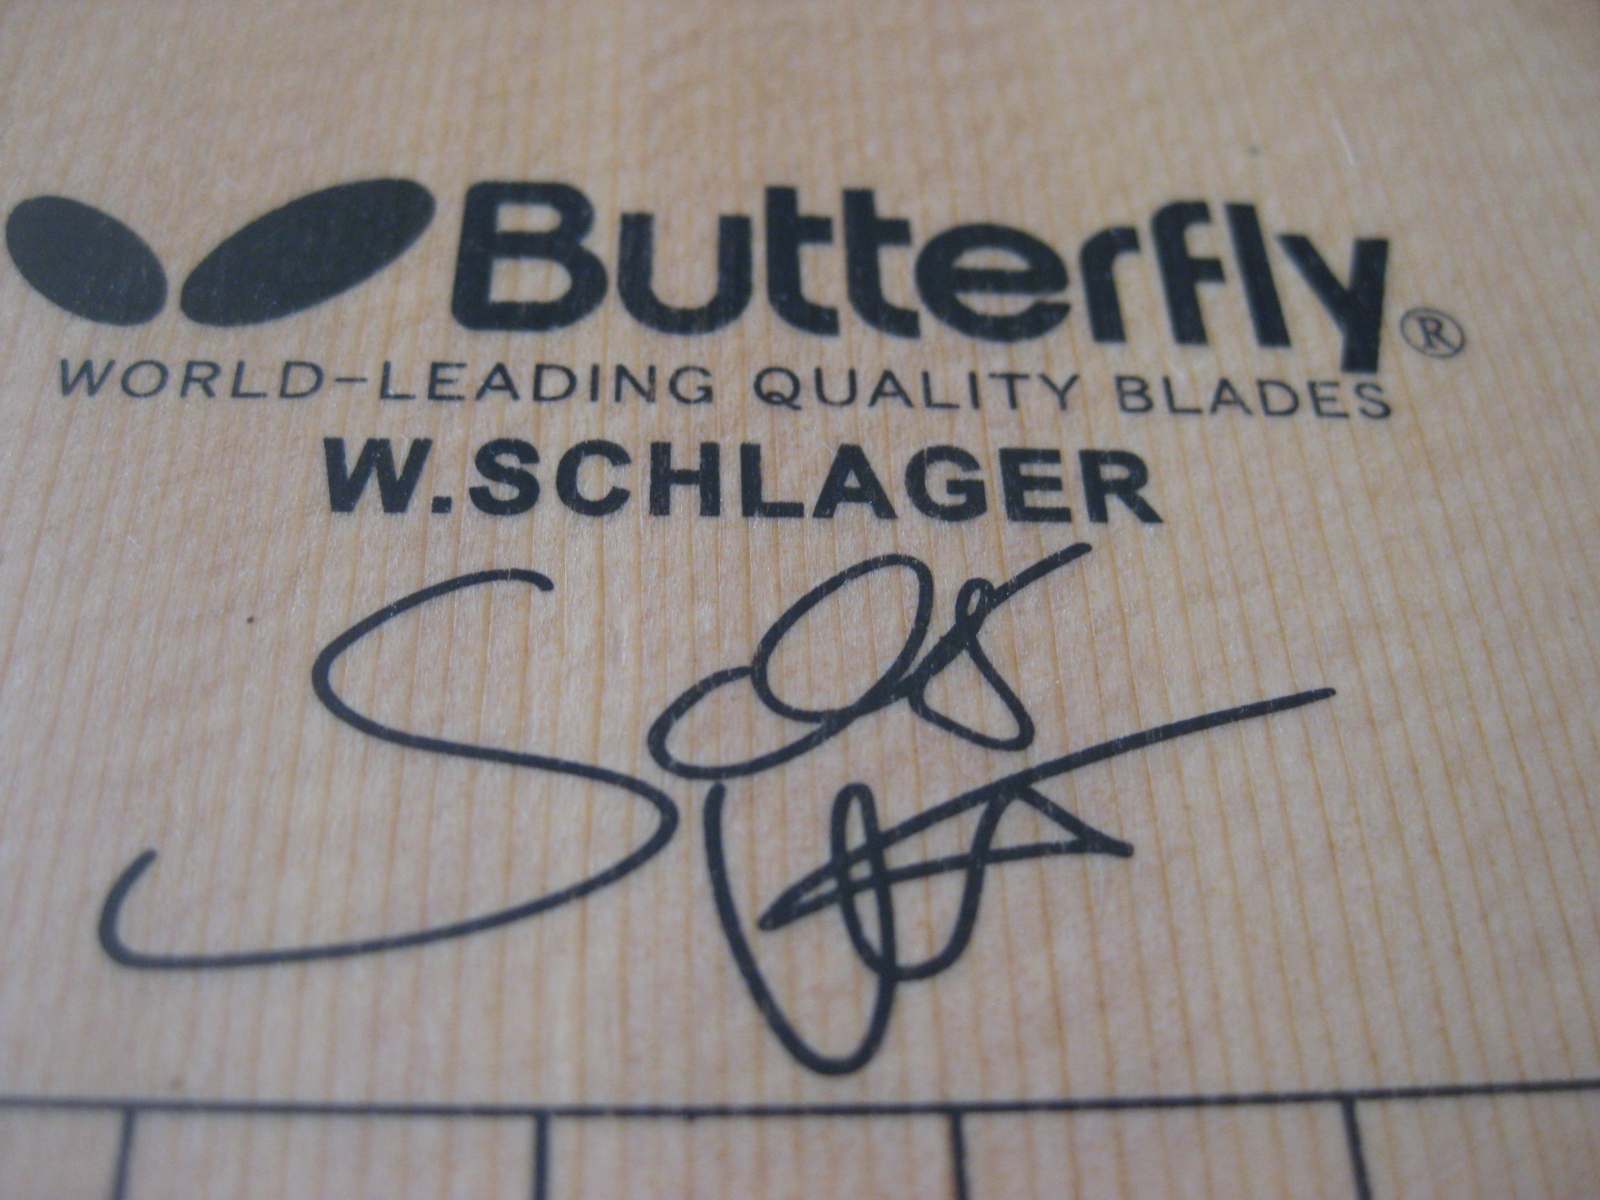 Butterfly®
WORLD-LEADING QUALITY BLADES
W.SCHLAGER